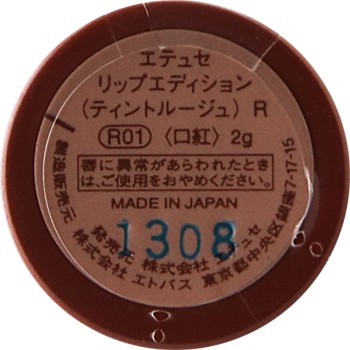 エテュセ
リップエディション
(ティントルージュ) R
R01 〈口紅〉 2g
唇に異常があらわれたとき
は、ご使用をおやめください。
MADE IN JAPAN
1308
発売元 株式会社 エテュセ
製造販売元 株式会社 エトバス 東京都中央区銀座7-17-15